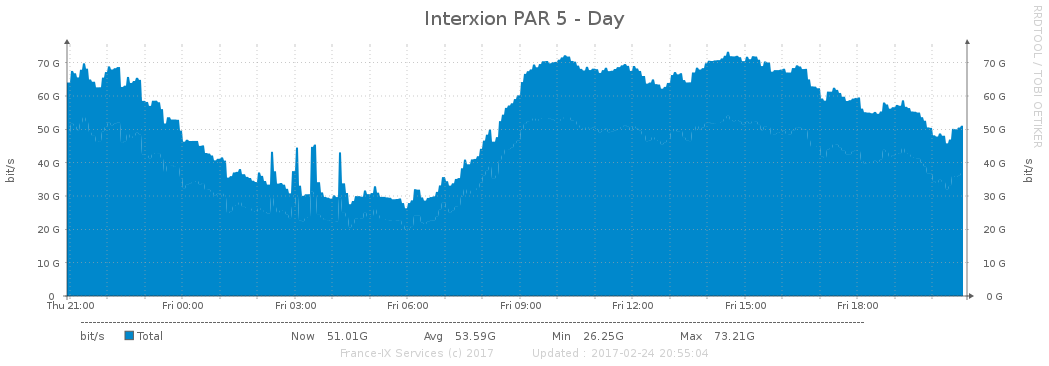 Interxion PAR 5 - Day
RRDTOOL / TOBI OETIKER
bit/s
70 G 70 G
60 G 60 G
50 G 50 G
40 G 40 G
30 G 30 G
20 G 20 G
10 G 10 G
0 0 G
bit/s
Thu 21:00 Fri 00:00 Fri 03:00 Fri 06:00 Fri 09:00 Fri 12:00 Fri 15:00 Fri 18:00
bit/s Total Now 51.01G Avg 53.59G Min 26.25G Max 73.21G
France-IX Services (c) 2017 Updated : 2017-02-24 20:55:04